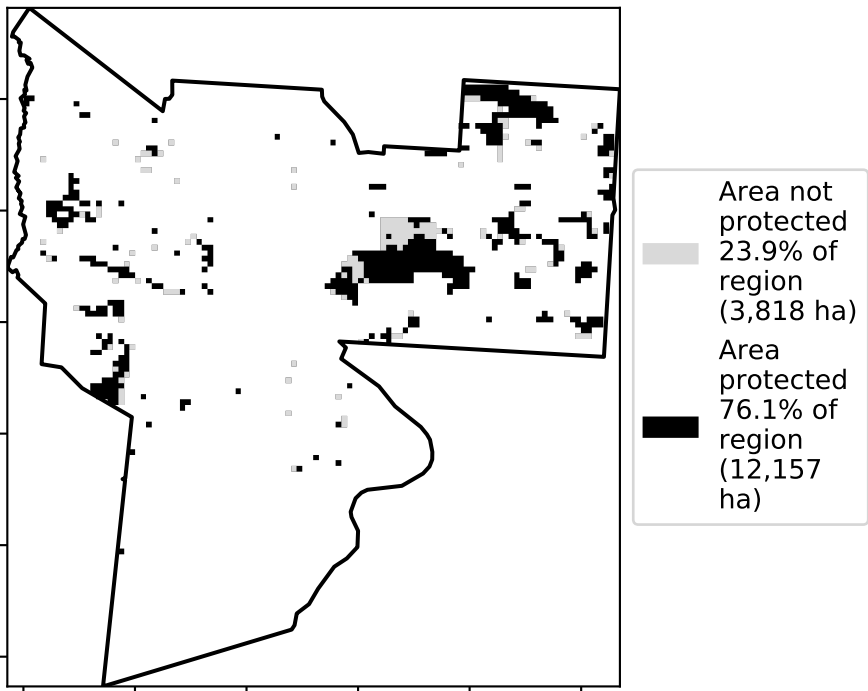 Area not
protected
23.9% of
region
(3,818 ha)
Area
protected
76.1% of
region
(12,157
ha)